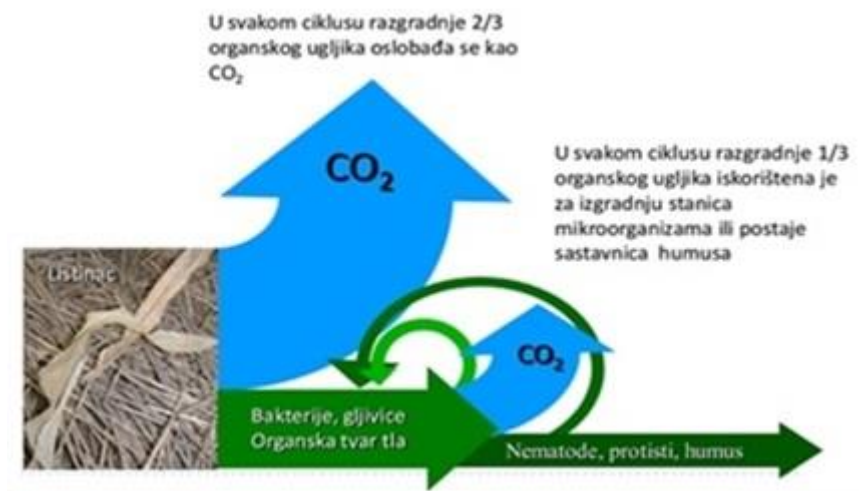 U svakom ciklusu razgradnje 2/3
organskog ugljika oslobađa se kao
CO₂
CO₂
U svakom ciklusu razgradnje 1/3
organskog ugljika iskorištena je
za izgradnju stanica
mikroorganizama ili postaje
sastavnica humusa
Listinac
CO₂
Bakterije, gljivice
Organska tvar tla
Nematode, protisti, humus